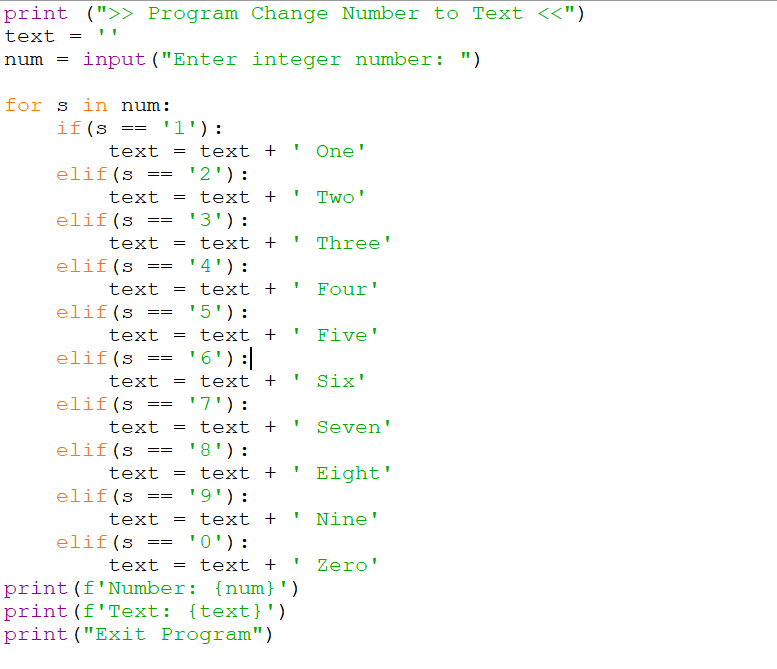 print (">> Program Change Number to Text <<")
text = ''
num = input("Enter integer number: ")

for s in num:
    if(s == '1'):
        text = text + ' One'
    elif(s == '2'):
        text = text + ' Two'
    elif(s == '3'):
        text = text + ' Three'
    elif(s == '4'):
        text = text + ' Four'
    elif(s == '5'):
        text = text + ' Five'
    elif(s == '6'):
        text = text + ' Six'
    elif(s == '7'):
        text = text + ' Seven'
    elif(s == '8'):
        text = text + ' Eight'
    elif(s == '9'):
        text = text + ' Nine'
    elif(s == '0'):
        text = text + ' Zero'
print(f'Number: {num}')
print(f'Text: {text}')
print("Exit Program")